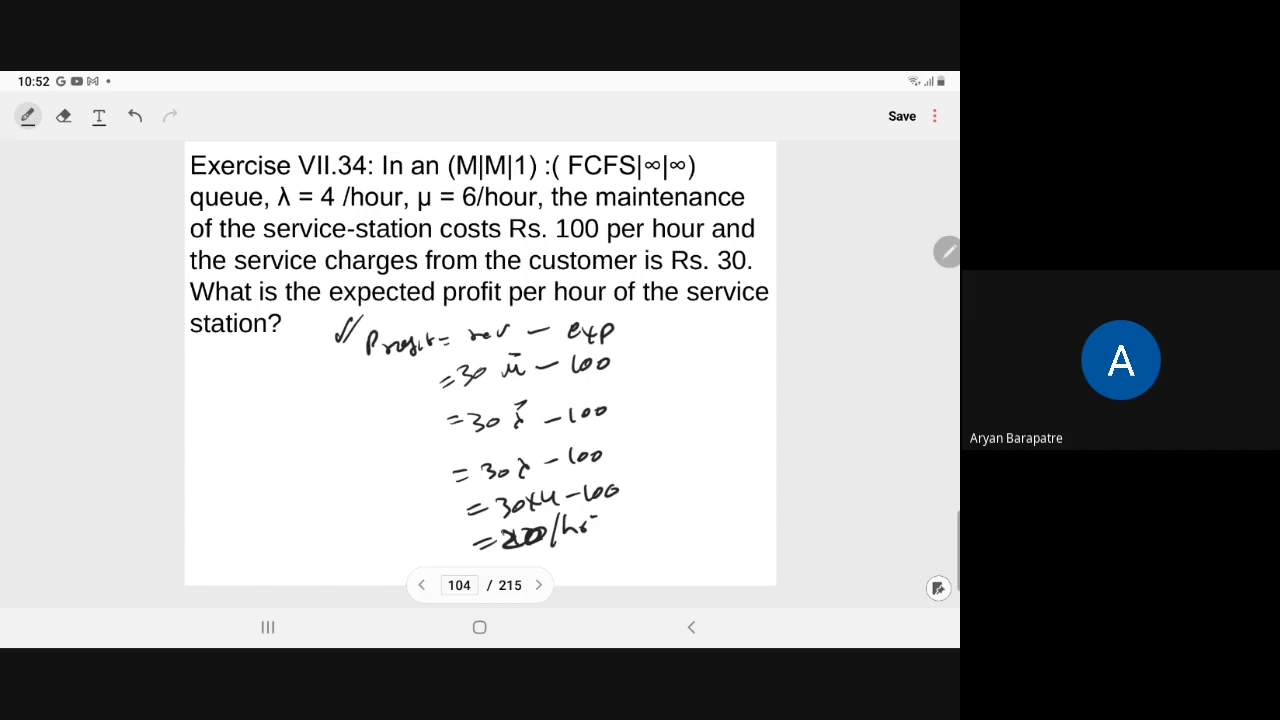 10:52
Save
Exercise VII.34: In an (M|M|1) :( FCFS|∞|∞)
queue, λ = 4 /hour, μ = 6/hour, the maintenance
of the service-station costs Rs. 100 per hour and
the service charges from the customer is Rs. 30.
What is the expected profit per hour of the service
station?
Profit = rev - exp
= 30 μ̄ - 100
= 30 λ̄ - 100
= 30 λ - 100
= 30×4 - 100
= 20/hr
104 / 215
A
Aryan Barapatre